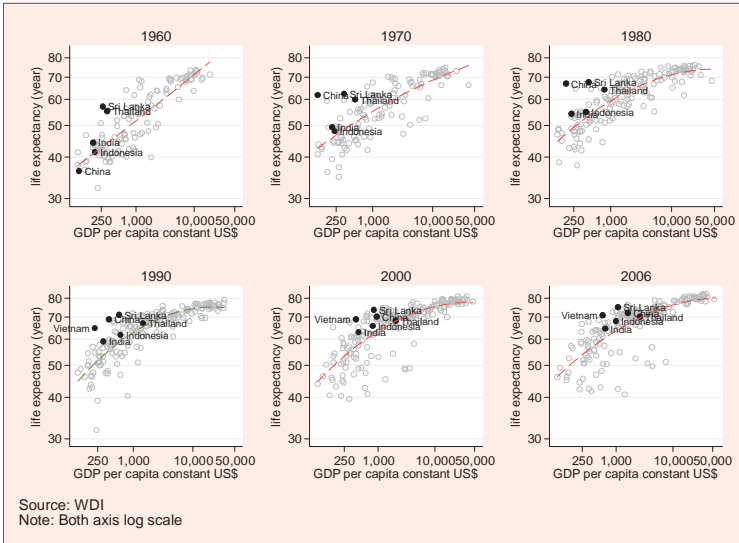 1960
1970
1980
life expectancy (year)
80
70
60
50
40
30
Sri Lanka
Thailand
India
Indonesia
China
250
1,000
10,000
50,000
GDP per capita constant US$
life expectancy (year)
80
70
60
50
40
30
China
Sri Lanka
Thailand
India
Indonesia
250
1,000
10,000
50,000
GDP per capita constant US$
life expectancy (year)
80
70
60
50
40
30
China
Sri Lanka
Thailand
India
Indonesia
250
1,000
10,000
50,000
GDP per capita constant US$
1990
2000
2006
life expectancy (year)
80
70
60
50
40
30
Sri Lanka
China
Vietnam
Thailand
Indonesia
India
250
1,000
10,000
50,000
GDP per capita constant US$
life expectancy (year)
80
70
60
50
40
30
Sri Lanka
Vietnam
China
Thailand
Indonesia
India
250
1,000
10,000
50,000
GDP per capita constant US$
life expectancy (year)
80
70
60
50
40
30
Sri Lanka
Vietnam
Thailand
Indonesia
India
250
1,000
10,000
50,000
GDP per capita constant US$
Source: WDI
Note: Both axis log scale